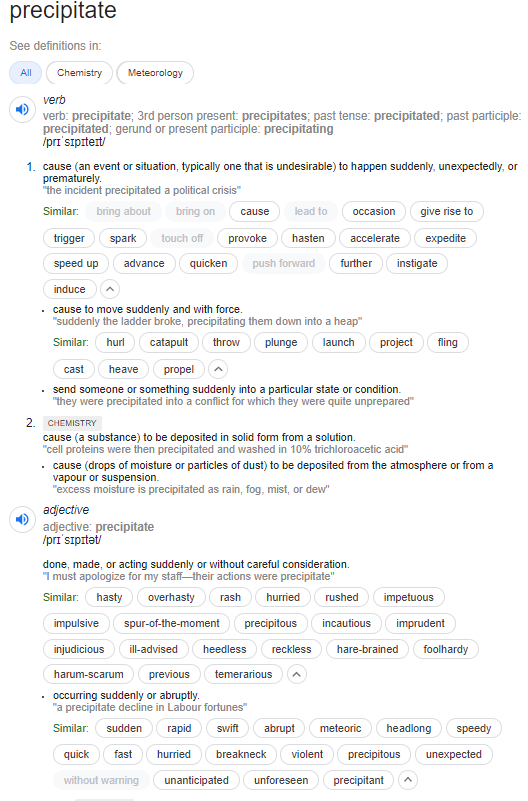 precipitate
See definitions in:
All Chemistry Meteorology
verb
verb: precipitate; 3rd person present: precipitates; past tense: precipitated; past participle:
precipitated; gerund or present participle: precipitating
/prɪˈsɪpɪteɪt/
1. cause (an event or situation, typically one that is undesirable) to happen suddenly, unexpectedly, or
prematurely.
"the incident precipitated a political crisis"
Similar: bring about bring on cause lead to occasion give rise to
trigger spark touch off provoke hasten accelerate expedite
speed up advance quicken push forward further instigate
induce
• cause to move suddenly and with force.
"suddenly the ladder broke, precipitating them down into a heap"
Similar: hurl catapult throw plunge launch project fling
cast heave propel
• send someone or something suddenly into a particular state or condition.
"they were precipitated into a conflict for which they were quite unprepared"
2. CHEMISTRY
cause (a substance) to be deposited in solid form from a solution.
"cell proteins were then precipitated and washed in 10% trichloroacetic acid"
• cause (drops of moisture or particles of dust) to be deposited from the atmosphere or from a
vapour or suspension.
"excess moisture is precipitated as rain, fog, mist, or dew"
adjective
adjective: precipitate
/prɪˈsɪpɪtət/
done, made, or acting suddenly or without careful consideration.
"I must apologize for my staff—their actions were precipitate"
Similar: hasty overhasty rash hurried rushed impetuous
impulsive spur-of-the-moment precipitous incautious imprudent
injudicious ill-advised heedless reckless hare-brained foolhardy
harum-scarum previous temerarious
• occurring suddenly or abruptly.
"a precipitate decline in Labour fortunes"
Similar: sudden rapid swift abrupt meteoric headlong speedy
quick fast hurried breakneck violent precipitous unexpected
without warning unanticipated unforeseen precipitant